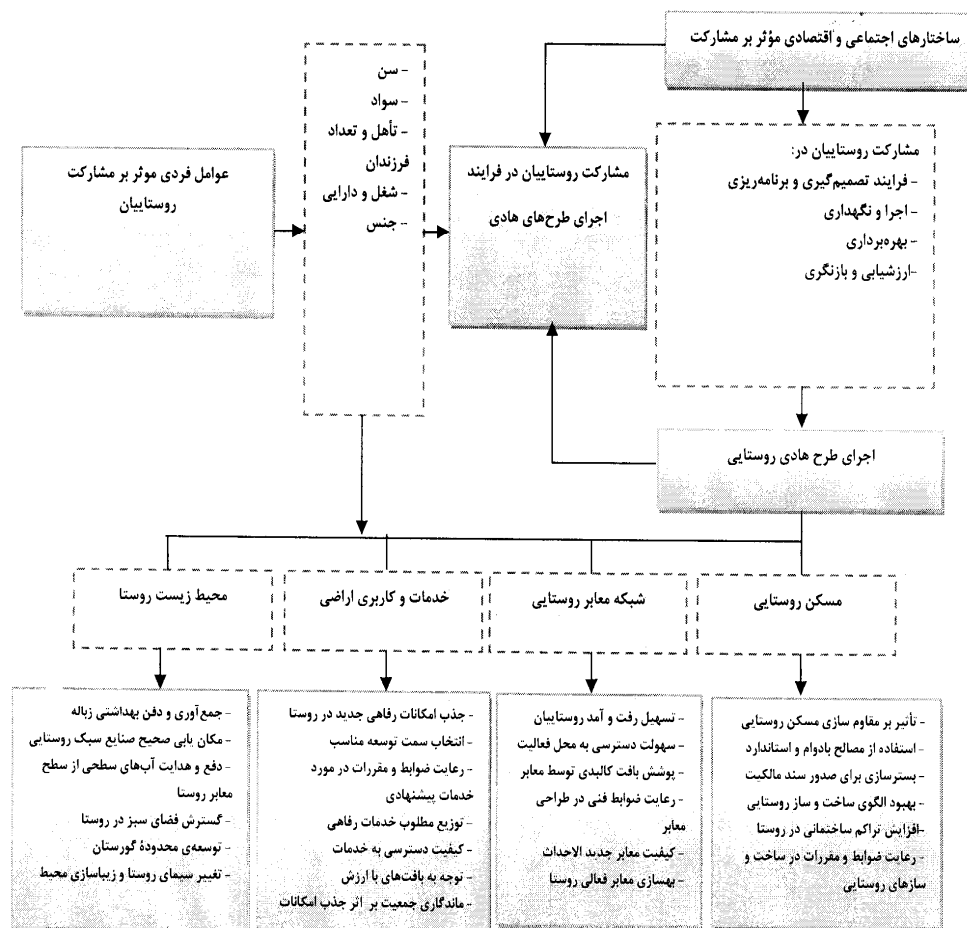 ساختارهای اجتماعی و اقتصادی مؤثر بر مشارکت
- سن
- سواد
- تأهل و تعداد
فرزندان
- شغل و دارایی
- جنس
عوامل فردی موثر بر مشارکت
روستاییان
مشارکت روستاییان در فرایند
اجرای طرح‌های هادی
مشارکت روستاییان در:
- فرایند تصمیم‌گیری و برنامه‌ریزی
- اجرا و نگهداری
- بهره‌برداری
-ارزشیابی و بازنگری
اجرای طرح هادی روستایی
مسکن روستایی
شبکه معابر روستایی
خدمات و کاربری اراضی
محیط زیست روستا
- تأثیر بر مقاوم سازی مسکن روستایی
- استفاده از مصالح بادوام و استاندارد
- بسترسازی برای صدور سند مالکیت
- بهبود الگوی ساخت و ساز روستایی
-افزایش تراکم ساختمانی در روستا
- رعایت ضوابط و مقررات در ساخت و
سازهای روستایی
- تسهیل رفت و آمد روستاییان
- سهولت دسترسی به محل فعالیت
- پوشش بافت کالبدی توسط معابر
- رعایت ضوابط فنی در طراحی
معابر
- کیفیت معابر جدید الاحداث
- بهسازی معابر فعالی روستا
- جذب امکانات رفاهی جدید در روستا
- انتخاب سمت توسعه مناسب
- رعایت ضوابط و مقررات در مورد
خدمات پیشنهادی
- توزیع مطلوب خدمات رفاهی
- کیفیت دسترسی به خدمات
- توجه به بافت‌های با ارزش
- ماندگاری جمعیت بر اثر جذب امکانات
- جمع‌آوری و دفن بهداشتی زباله
- مکان یابی صحیح صنایع سبک روستایی
- دفع و هدایت آب‌های سطحی از سطح
معابر روستا
- گسترش فضای سبز در روستا
- توسعه‌ی محدودهٔ گورستان
- تغییر سیمای روستا و زیباسازی محیط